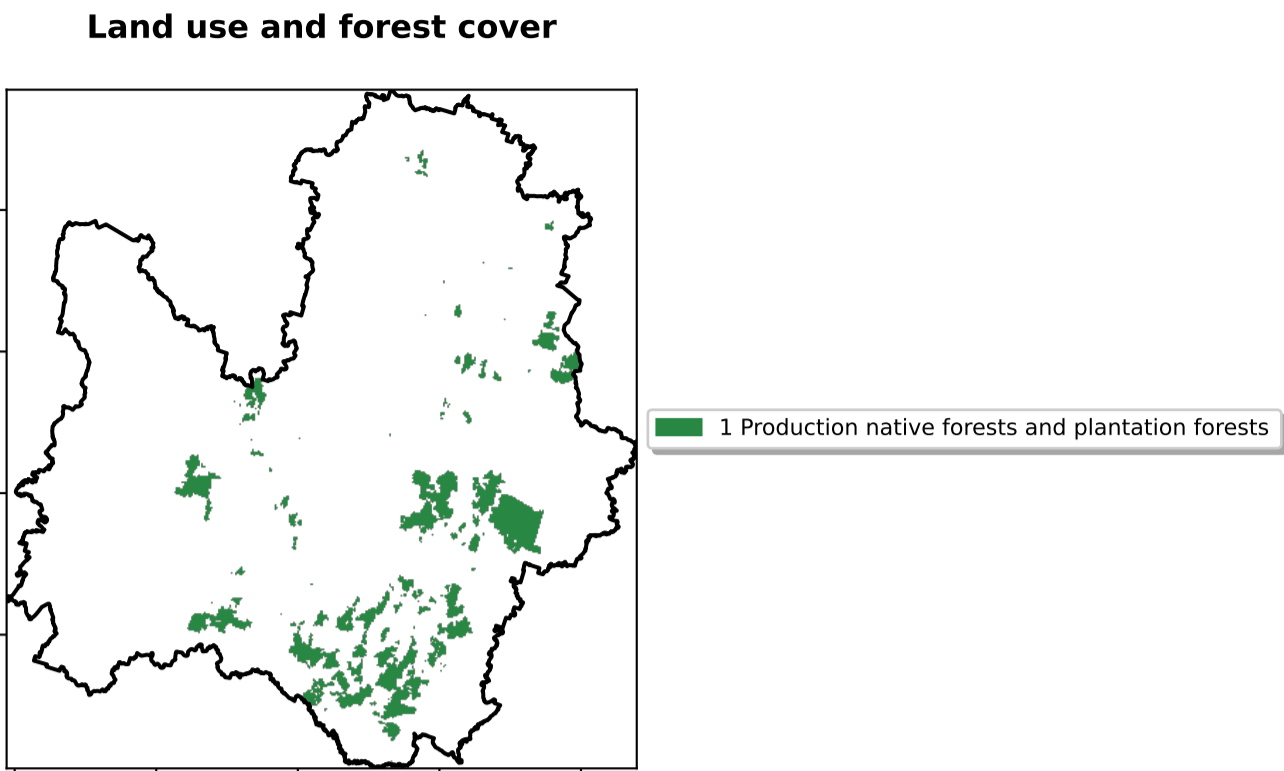 Land use and forest cover
1 Production native forests and plantation forests